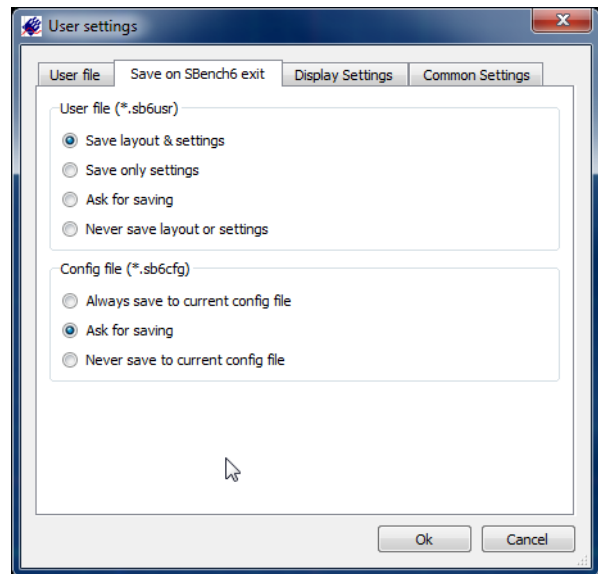 User settings
User file
Save on SBench6 exit
Display Settings
Common Settings
User file (*.sb6usr)
Save layout & settings
Save only settings
Ask for saving
Never save layout or settings
Config file (*.sb6cfg)
Always save to current config file
Ask for saving
Never save to current config file
Ok
Cancel